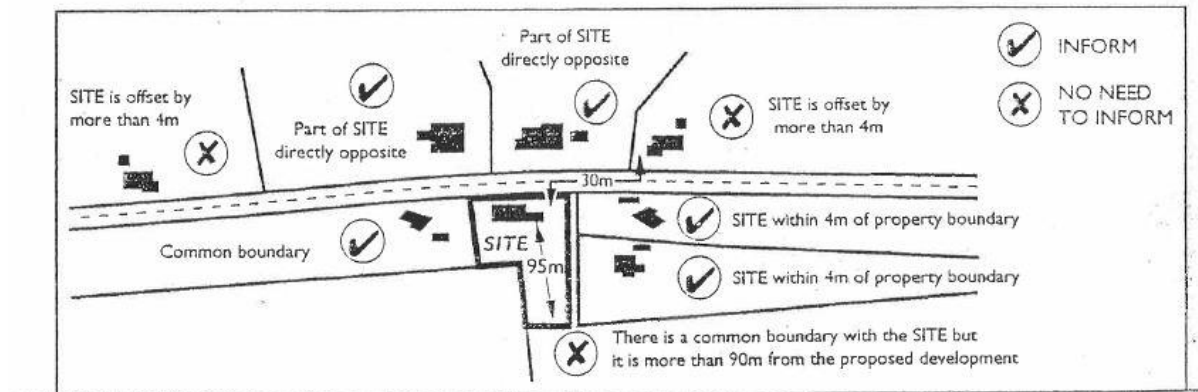 Part of SITE
directly opposite
INFORM
SITE is offset by
more than 4m
NO NEED
TO INFORM
SITE is offset by
more than 4m
Part of SITE
directly opposite
30m
SITE within 4m of property boundary
Common boundary
SITE
95m
SITE within 4m of property boundary
There is a common boundary with the SITE but
it is more than 90m from the proposed development